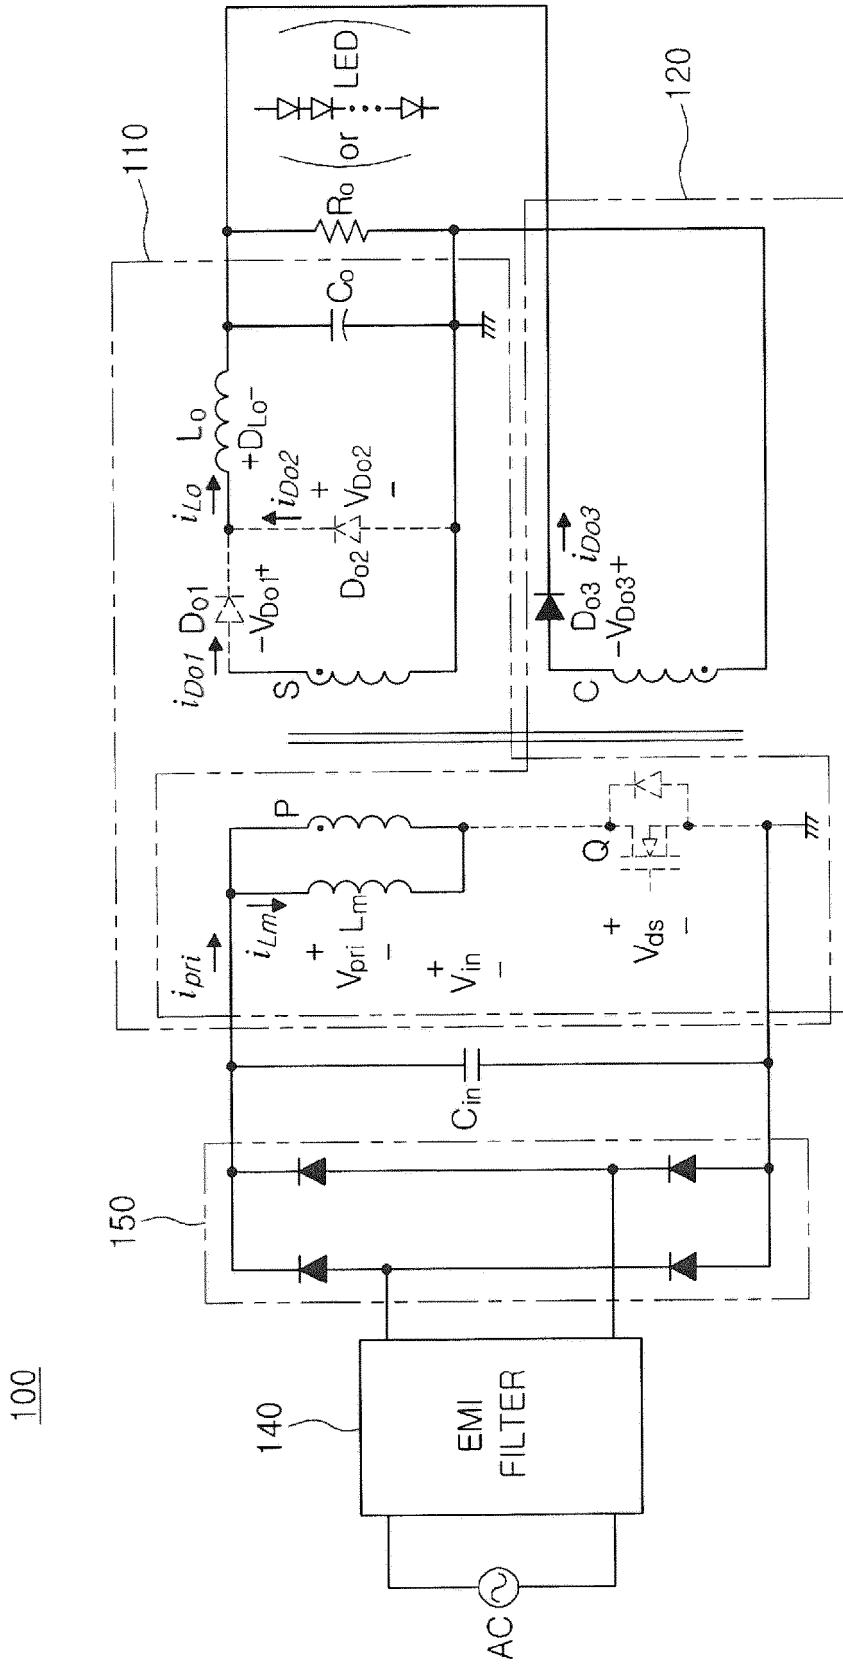 100
AC
EMI
FILTER
140
150
Cin
ipri
iLm
P
+
Vpri Lm
-
+
Vin
-
Q
+
Vds
-
110
iDo1
Do1
-VDo1+
S
iLo
Lo
+DLo-
iDo2
Do2
+
VDo2
-
Co
Ro
( or LED )
C
Do3
iDo3
-VDo3+
120